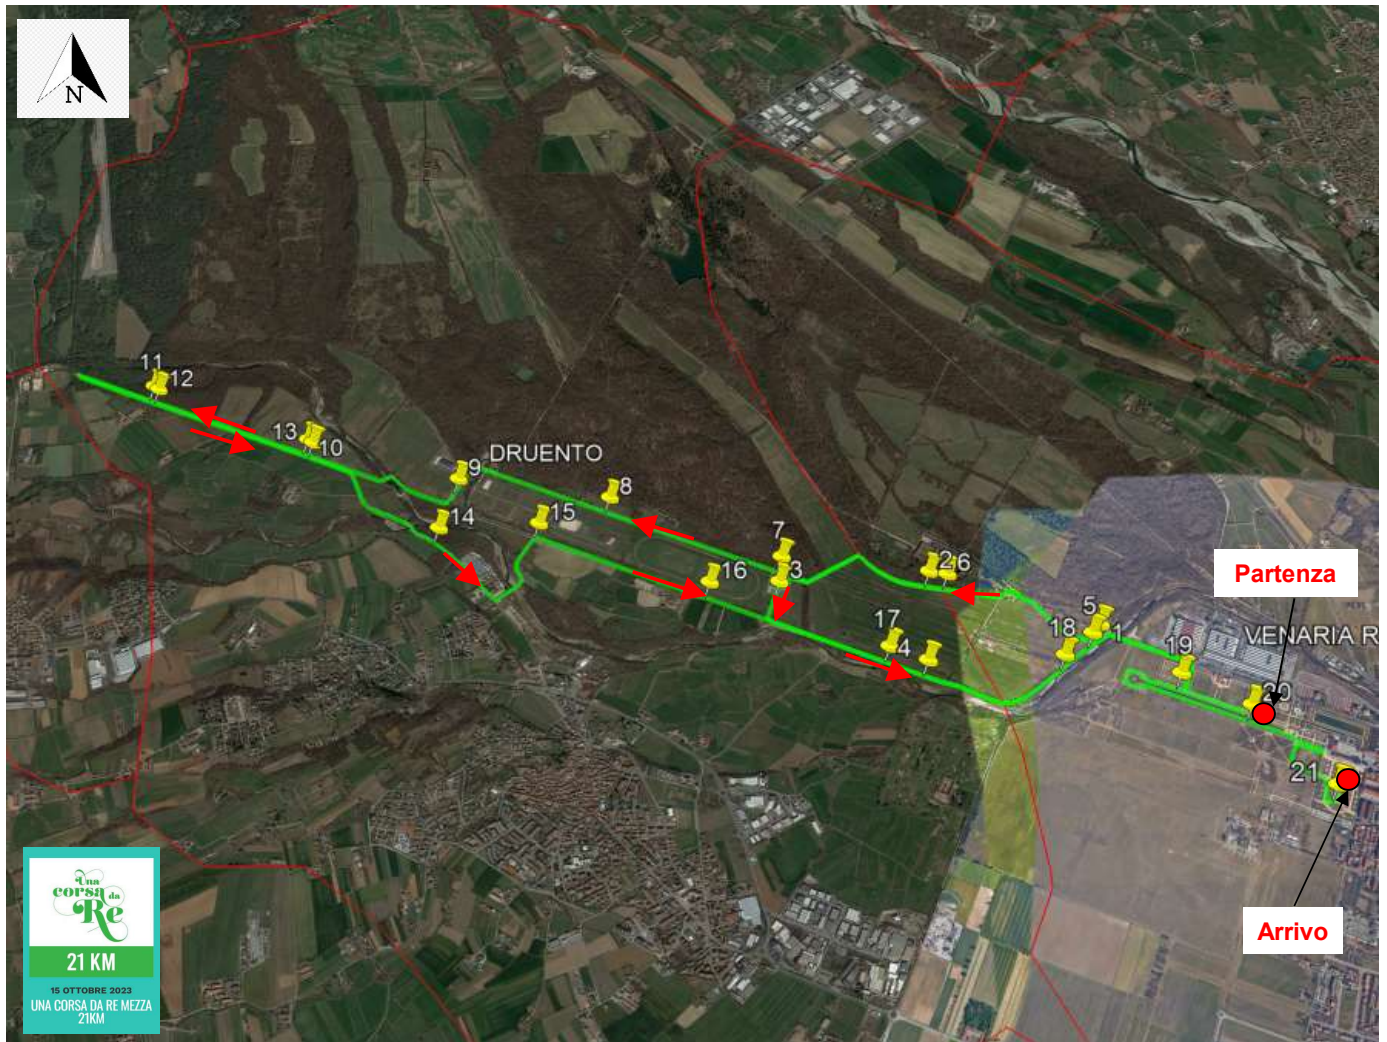 N
11
12
13
10
DRUENTO
9
8
14
15
7
3
16
2
6
17
4
5
1
18
19
VENARIA R
Partenza
20
21
Arrivo
Una
corsa da
Re
21 KM
15 OTTOBRE 2023
UNA CORSA DA RE MEZZA
21KM